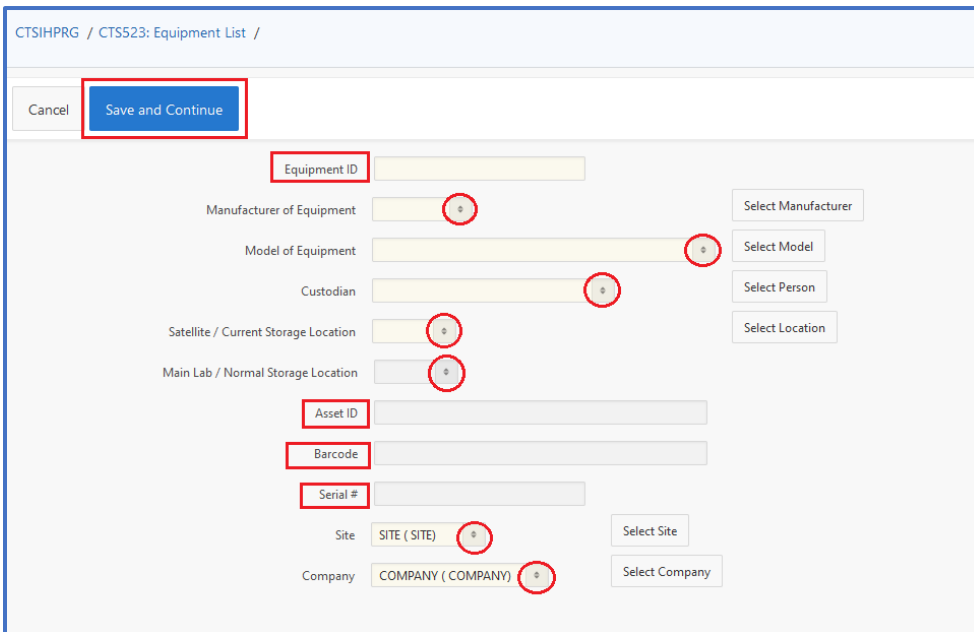 CTSIHPRG / CTS523: Equipment List /
Cancel Save and Continue
Equipment ID
Manufacturer of Equipment Select Manufacturer
Model of Equipment Select Model
Custodian Select Person
Satellite / Current Storage Location Select Location
Main Lab / Normal Storage Location
Asset ID
Barcode
Serial #
Site SITE ( SITE) Select Site
Company COMPANY ( COMPANY) Select Company